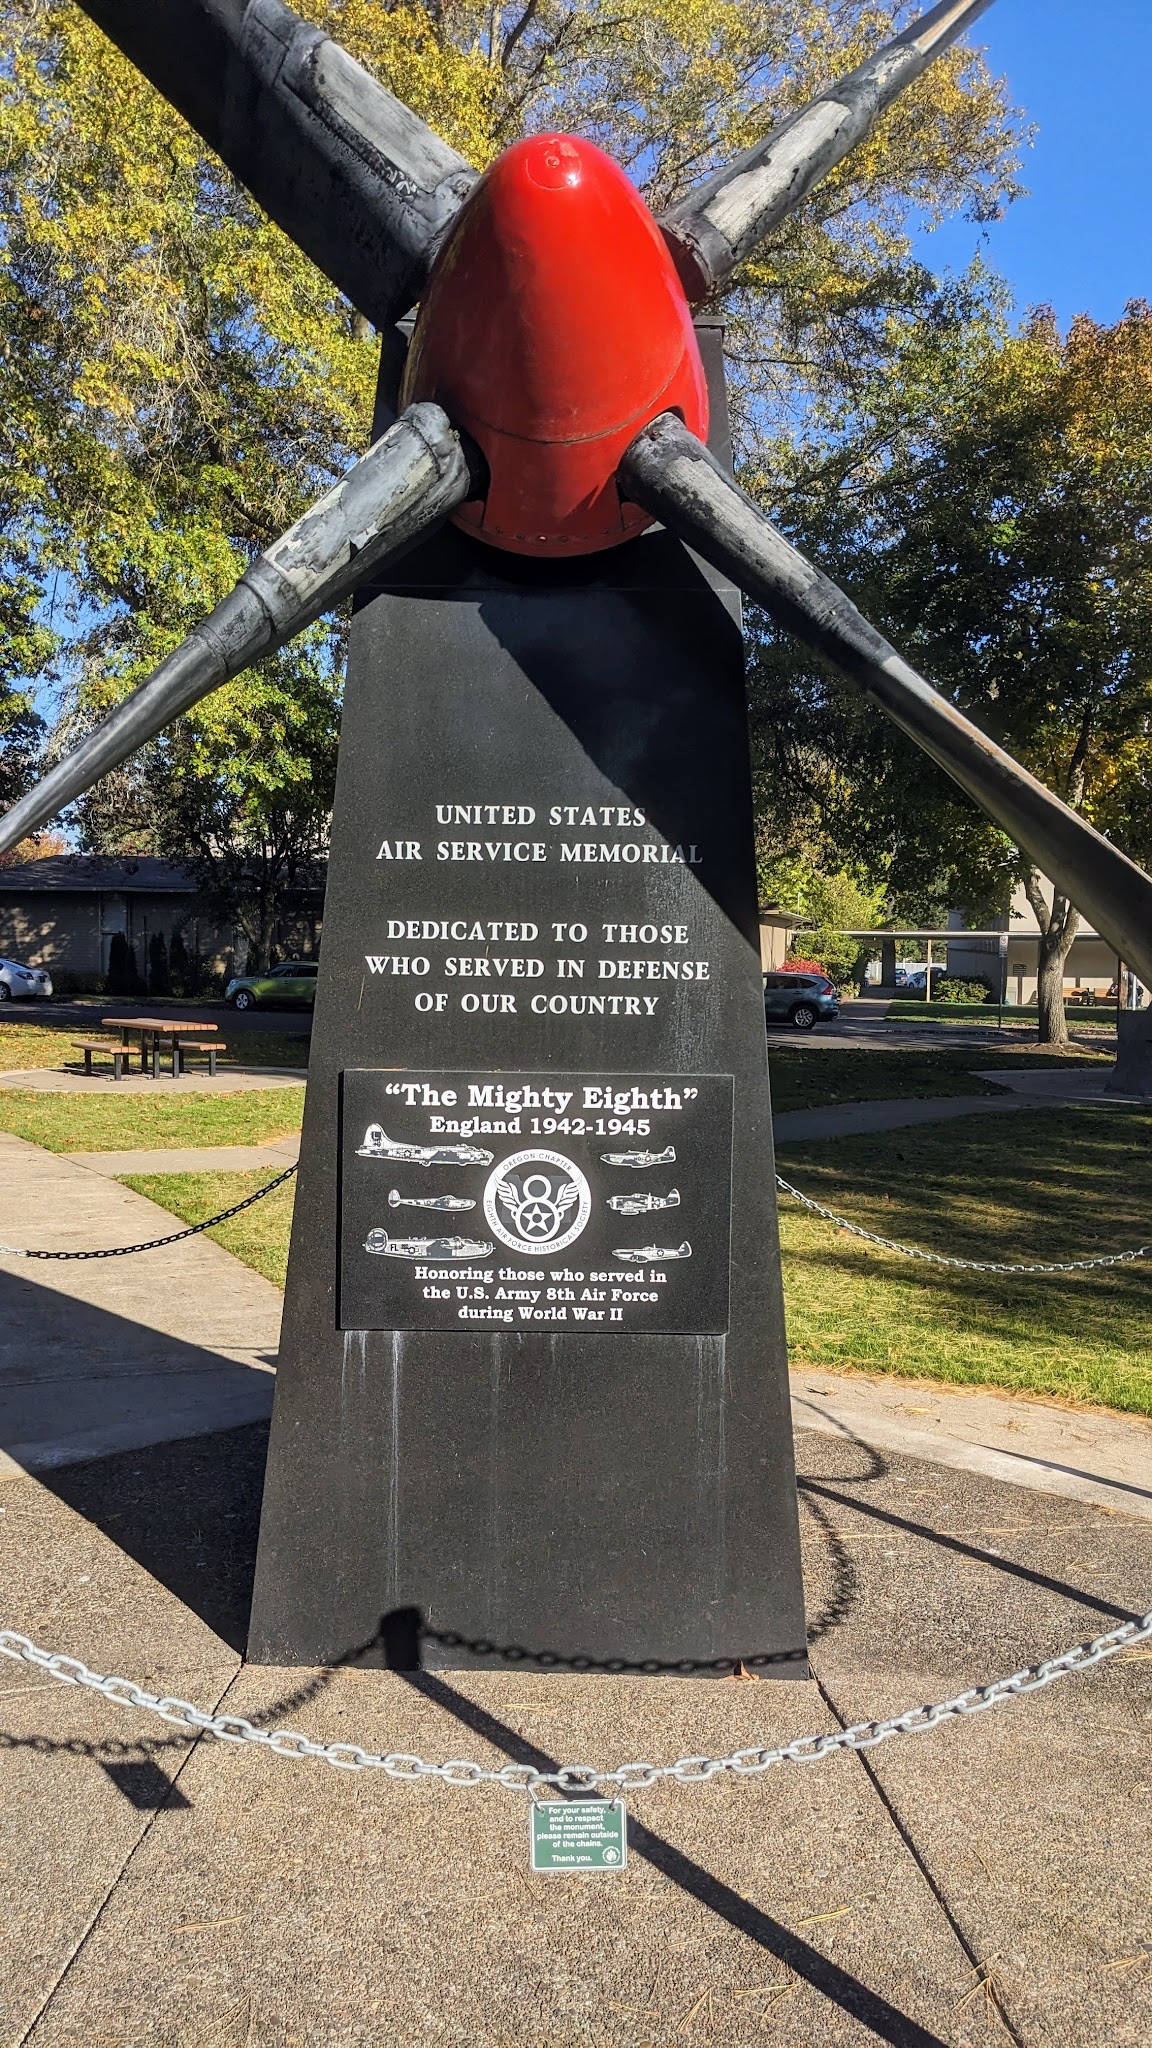 UNITED STATES
AIR SERVICE MEMORIAL
DEDICATED TO THOSE
WHO SERVED IN DEFENSE
OF OUR COUNTRY
“The Mighty Eighth”
England 1942-1945
OREGON CHAPTER
EIGHTH AIR FORCE HISTORICAL SOCIETY
8
FL
Honoring those who served in
the U.S. Army 8th Air Force
during World War II
For your safety,
and to respect
the monument,
please remain outside
of the chains.
Thank you.